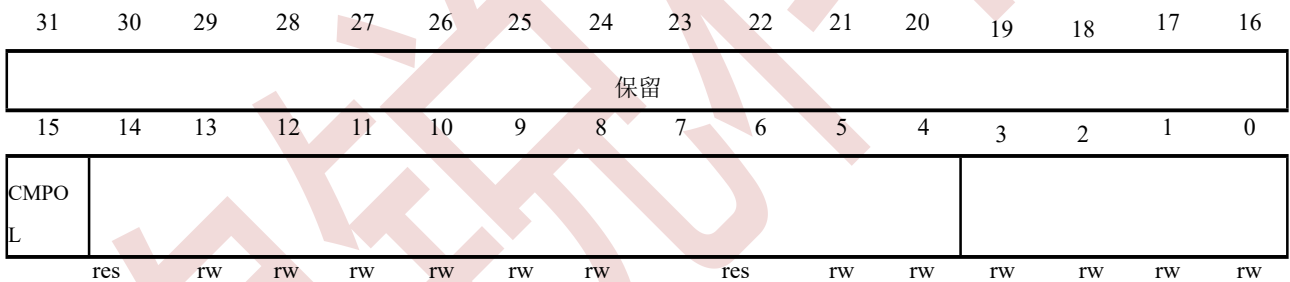 31 30 29 28 27 26 25 24 23 22 21 20 19 18 17 16
保留
15 14 13 12 11 10 9 8 7 6 5 4 3 2 1 0
CMPO
L
res rw rw rw rw rw rw res rw rw rw rw rw rw